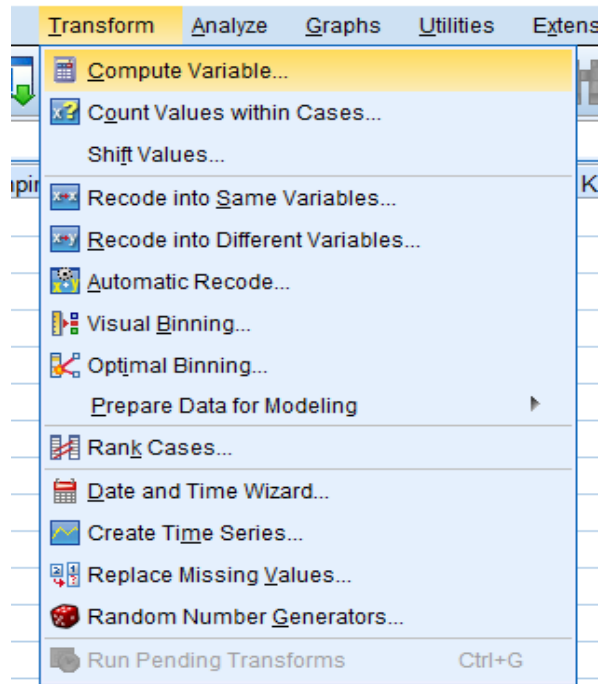 Transform Analyze Graphs Utilities Extens
Compute Variable...
Count Values within Cases...
Shift Values...
pir K
Recode into Same Variables...
Recode into Different Variables...
Automatic Recode...
Visual Binning...
Optimal Binning...
Prepare Data for Modeling
Rank Cases...
Date and Time Wizard...
Create Time Series...
Replace Missing Values...
Random Number Generators...
Run Pending Transforms Ctrl+G